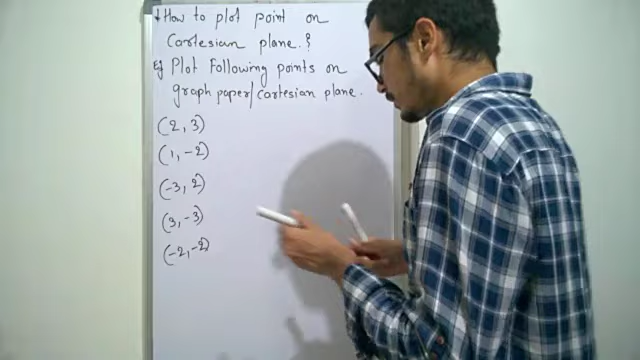 How to plot point on
Cartesian plane.?
Eg Plot Following points on
graph paper/cartesian plane.
(2, 3)
(1, -2)
(-3, 2)
(3, -3)
(-2, -2)